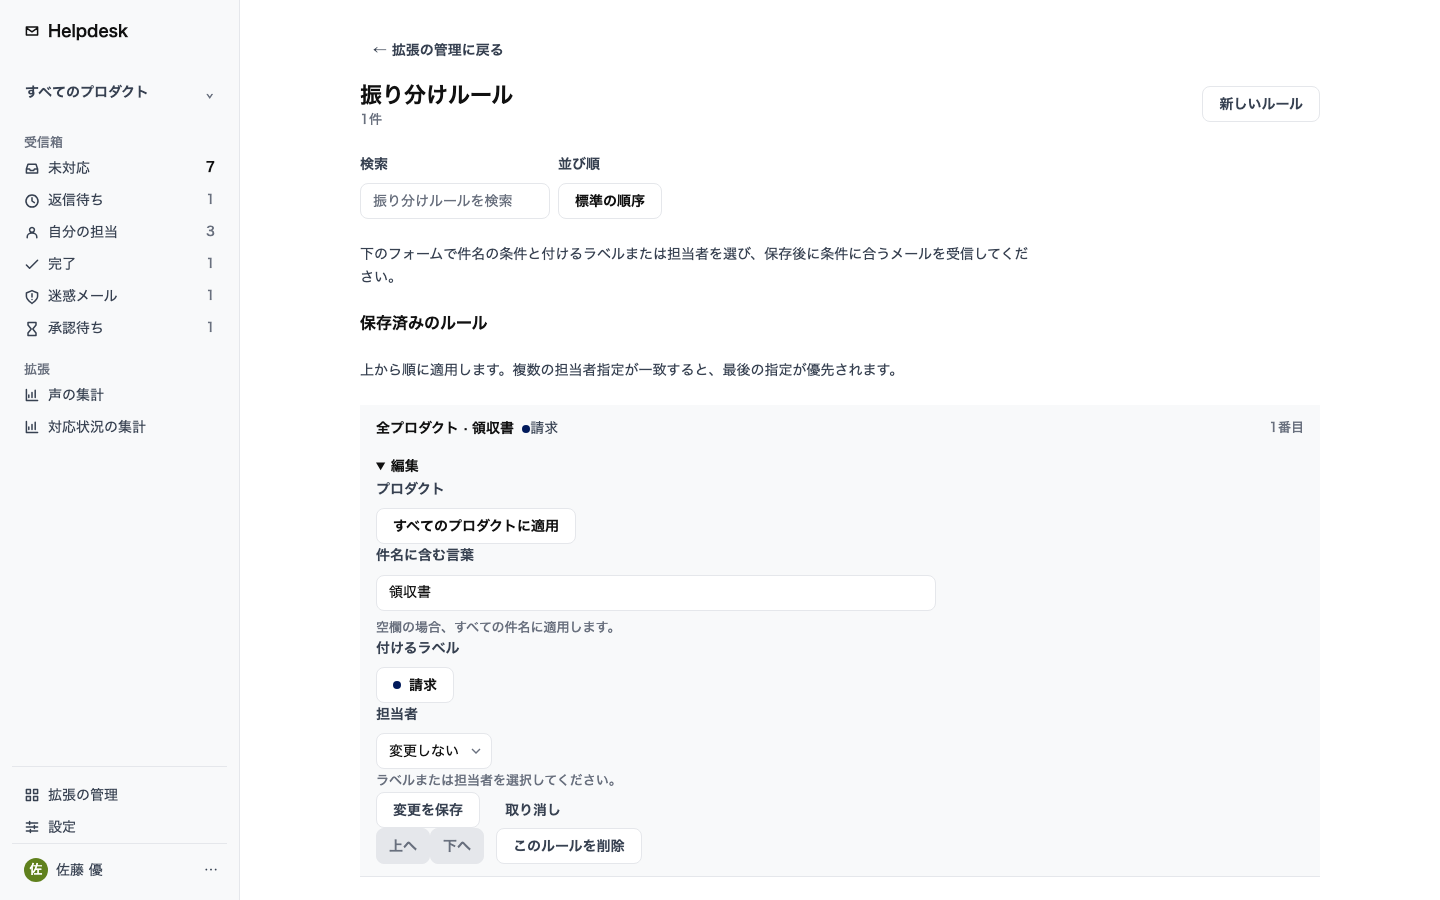 Helpdesk
すべてのプロダクト
受信箱
未対応 7
返信待ち 1
自分の担当 3
完了 1
迷惑メール 1
承認待ち 1
拡張
声の集計
対応状況の集計
拡張の管理
設定
佐 佐藤 優 …
← 拡張の管理に戻る
振り分けルール
1件
新しいルール
検索 並び順
振り分けルールを検索 標準の順序
下のフォームで件名の条件と付けるラベルまたは担当者を選び、保存後に条件に合うメールを受信してくだ
さい。
保存済みのルール
上から順に適用します。複数の担当者指定が一致すると、最後の指定が優先されます。
全プロダクト · 領収書 ●請求 1番目
▼ 編集
プロダクト
すべてのプロダクトに適用
件名に含む言葉
領収書
空欄の場合、すべての件名に適用します。
付けるラベル
● 請求
担当者
変更しない
ラベルまたは担当者を選択してください。
変更を保存 取り消し
上へ 下へ このルールを削除